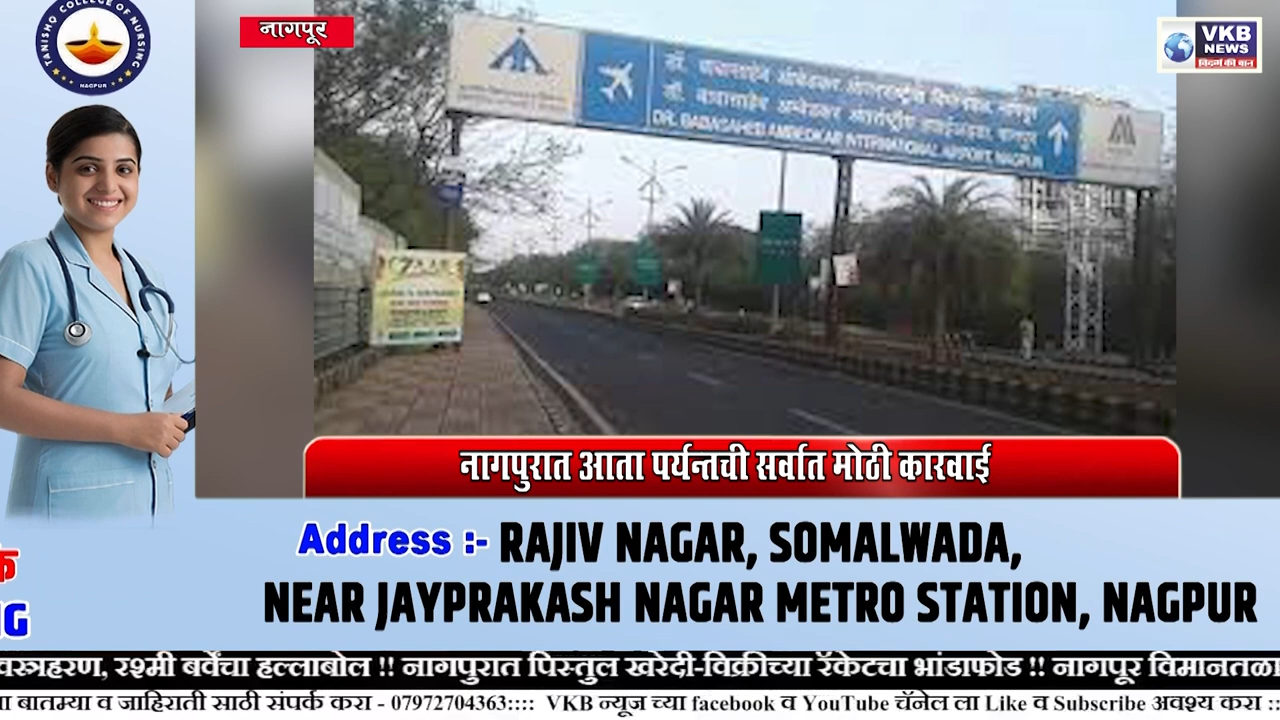 TANISHQ COLLEGE OF NURSING
NAGPUR
नागपूर
VKB
NEWS
विदर्भ की बात
DR. BABASAHEB AMBEDKAR INTERNATIONAL AIRPORT, NAGPUR
नागपुरात आता पर्यन्तची सर्वात मोठी कारवाई
Address :- RAJIV NAGAR, SOMALWADA,
NEAR JAYPRAKASH NAGAR METRO STATION, NAGPUR
वस्त्रहरण, रश्मी बर्वेंचा हल्लाबोल !! नागपुरात पिस्तुल खरेदी-विक्रीच्या रॅकेटचा भांडाफोड !! नागपूर विमानतळा
बातम्या व जाहिराती साठी संपर्क करा - 07972704363:::: VKB न्यूज च्या facebook व YouTube चॅनेल ला Like व Subscribe अवश्य करा ::